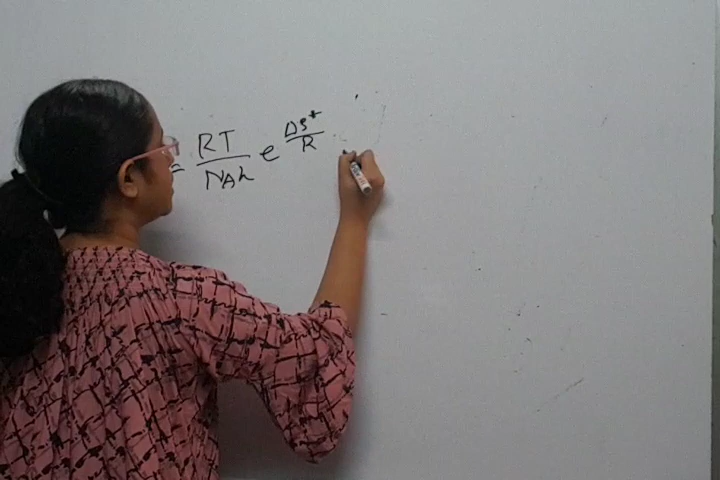 = RT/NAh e ΔS*/R